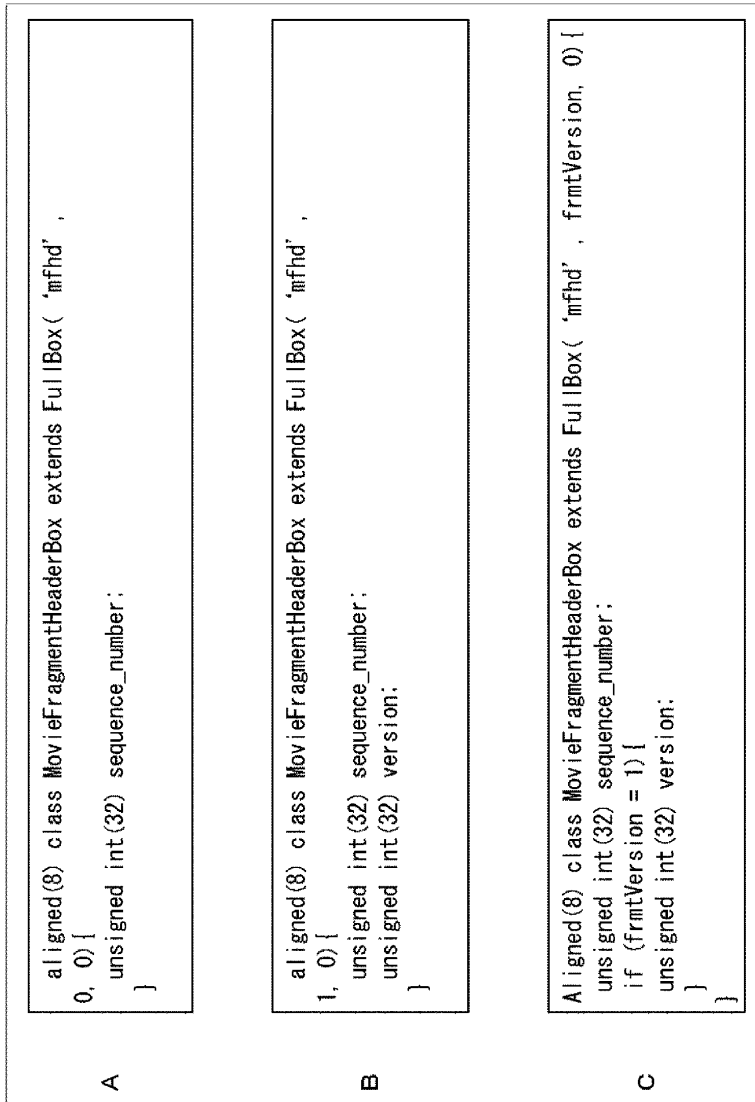 A
aligned(8) class MovieFragmentHeaderBox extends FullBox( ‘mfhd’ ,
0, 0){
unsigned int(32) sequence_number;
}
B
aligned(8) class MovieFragmentHeaderBox extends FullBox( ‘mfhd’ ,
1, 0){
unsigned int(32) sequence_number;
unsigned int(32) version;
}
C
Aligned(8) class MovieFragmentHeaderBox extends FullBox( ‘mfhd’ , frmtVersion, 0){
unsigned int(32) sequence_number;
if (frmtVersion = 1){
unsigned int(32) version;
}
}